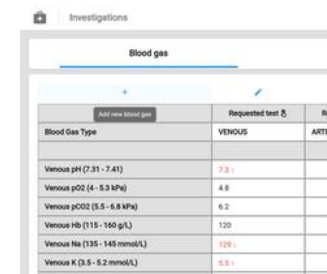 Investigations
Blood gas
+
Add new blood gas
Requested test
Blood Gas Type VENOUS
Venous pH (7.31 - 7.41) 7.3 ↓
Venous pO2 (4 - 5.3 kPa) 4.8
Venous pCO2 (5.5 - 6.8 kPa) 6.2
Venous Hb (115 - 160 g/L) 120
Venous Na (135 - 145 mmol/L) 129 ↓
Venous K (3.5 - 5.2 mmol/L) 5.5 ↑